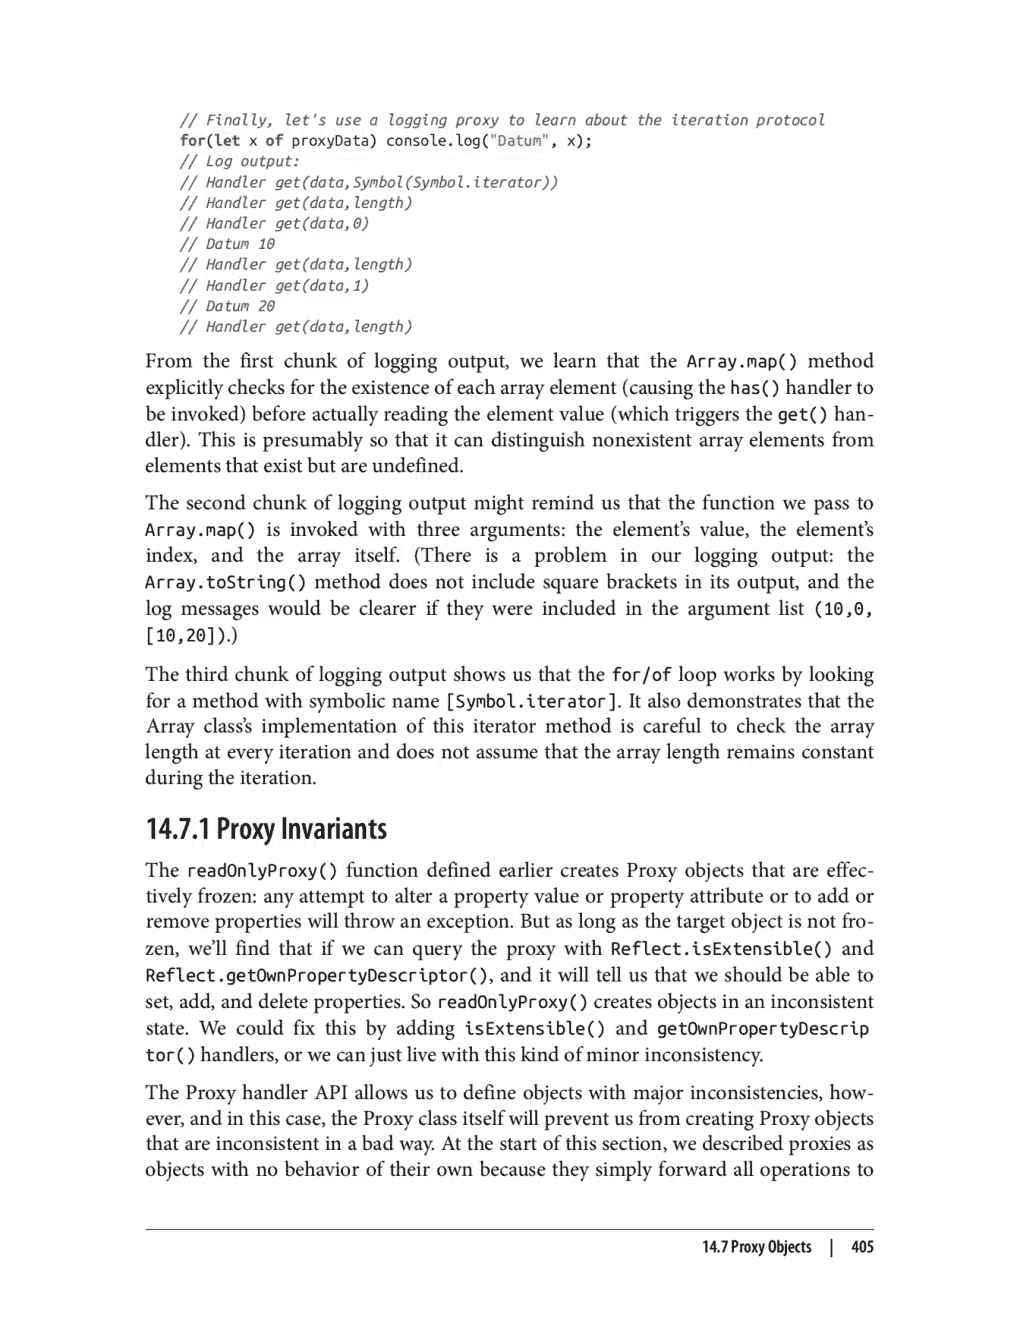 // Finally, let's use a logging proxy to learn about the iteration protocol
for(let x of proxyData) console.log("Datum", x);
// Log output:
// Handler get(data,Symbol(Symbol.iterator))
// Handler get(data,length)
// Handler get(data,0)
// Datum 10
// Handler get(data,length)
// Handler get(data,1)
// Datum 20
// Handler get(data,length)
From the first chunk of logging output, we learn that the Array.map() method
explicitly checks for the existence of each array element (causing the has() handler to
be invoked) before actually reading the element value (which triggers the get() han-
dler). This is presumably so that it can distinguish nonexistent array elements from
elements that exist but are undefined.
The second chunk of logging output might remind us that the function we pass to
Array.map() is invoked with three arguments: the element’s value, the element’s
index, and the array itself. (There is a problem in our logging output: the
Array.toString() method does not include square brackets in its output, and the
log messages would be clearer if they were included in the argument list (10,0,
[10,20]).)
The third chunk of logging output shows us that the for/of loop works by looking
for a method with symbolic name [Symbol.iterator]. It also demonstrates that the
Array class’s implementation of this iterator method is careful to check the array
length at every iteration and does not assume that the array length remains constant
during the iteration.
14.7.1 Proxy Invariants
The readOnlyProxy() function defined earlier creates Proxy objects that are effec-
tively frozen: any attempt to alter a property value or property attribute or to add or
remove properties will throw an exception. But as long as the target object is not fro-
zen, we’ll find that if we can query the proxy with Reflect.isExtensible() and
Reflect.getOwnPropertyDescriptor(), and it will tell us that we should be able to
set, add, and delete properties. So readOnlyProxy() creates objects in an inconsistent
state. We could fix this by adding isExtensible() and getOwnPropertyDescrip
tor() handlers, or we can just live with this kind of minor inconsistency.
The Proxy handler API allows us to define objects with major inconsistencies, how-
ever, and in this case, the Proxy class itself will prevent us from creating Proxy objects
that are inconsistent in a bad way. At the start of this section, we described proxies as
objects with no behavior of their own because they simply forward all operations to
14.7 Proxy Objects | 405